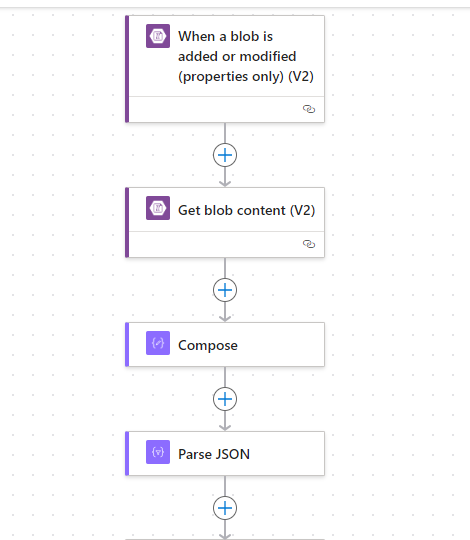 When a blob is
added or modified
(properties only) (V2)
Get blob content (V2)
Compose
Parse JSON